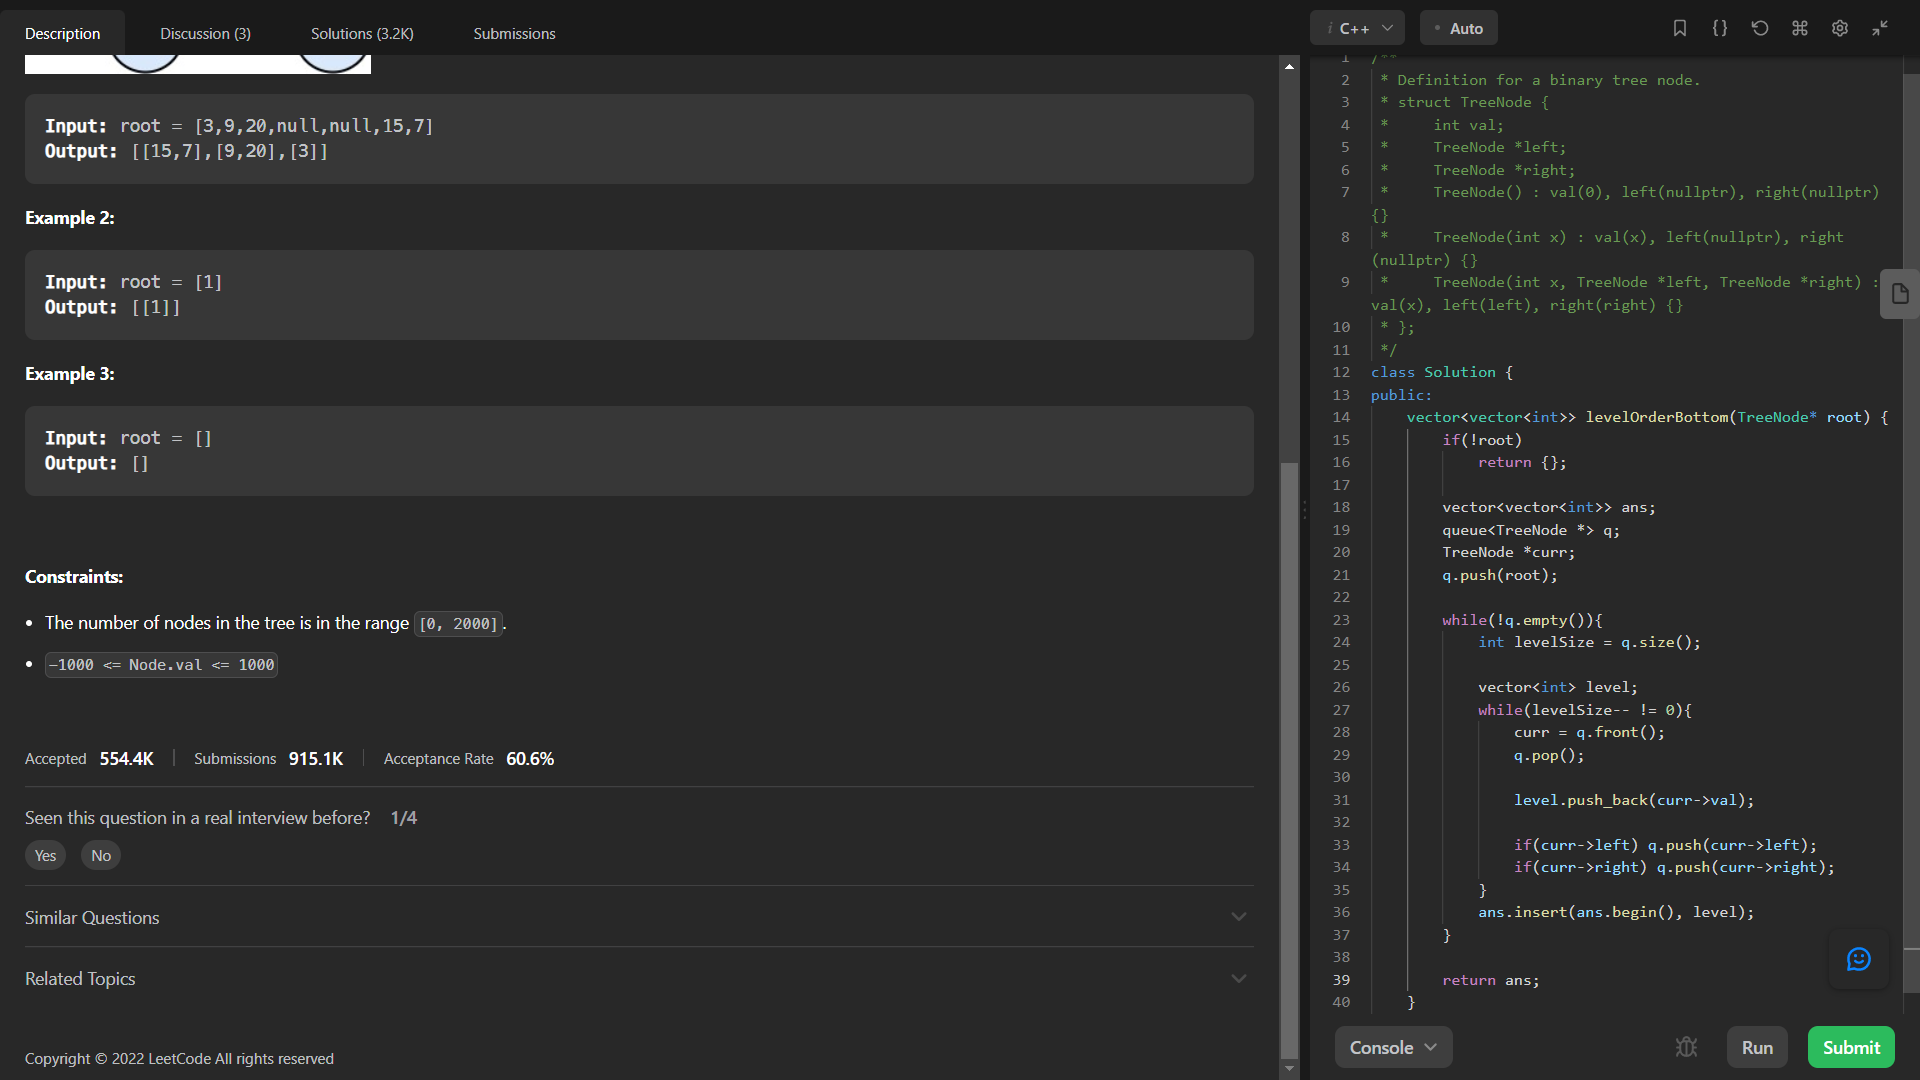 Description
Discussion (3)
Solutions (3.2K)
Submissions
Input: root = [3,9,20,null,null,15,7]
Output: [[15,7],[9,20],[3]]
Example 2:
Input: root = [1]
Output: [[1]]
Example 3:
Input: root = []
Output: []
Constraints:
• The number of nodes in the tree is in the range [0, 2000].
• -1000 <= Node.val <= 1000
Accepted 554.4K | Submissions 915.1K | Acceptance Rate 60.6%
Seen this question in a real interview before? 1/4
Yes No
Similar Questions
Related Topics
Copyright © 2022 LeetCode All rights reserved
i C++
• Auto
1 /**
2 * Definition for a binary tree node.
3 * struct TreeNode {
4 *     int val;
5 *     TreeNode *left;
6 *     TreeNode *right;
7 *     TreeNode() : val(0), left(nullptr), right(nullptr)
{}
8 *     TreeNode(int x) : val(x), left(nullptr), right
(nullptr) {}
9 *     TreeNode(int x, TreeNode *left, TreeNode *right) :
val(x), left(left), right(right) {}
10 * };
11 */
12 class Solution {
13 public:
14     vector<vector<int>> levelOrderBottom(TreeNode* root) {
15         if(!root)
16             return {};
17
18         vector<vector<int>> ans;
19         queue<TreeNode *> q;
20         TreeNode *curr;
21         q.push(root);
22
23         while(!q.empty()){
24             int levelSize = q.size();
25
26             vector<int> level;
27             while(levelSize-- != 0){
28                 curr = q.front();
29                 q.pop();
30
31                 level.push_back(curr->val);
32
33                 if(curr->left) q.push(curr->left);
34                 if(curr->right) q.push(curr->right);
35             }
36             ans.insert(ans.begin(), level);
37         }
38
39         return ans;
40     }
Console
Run
Submit